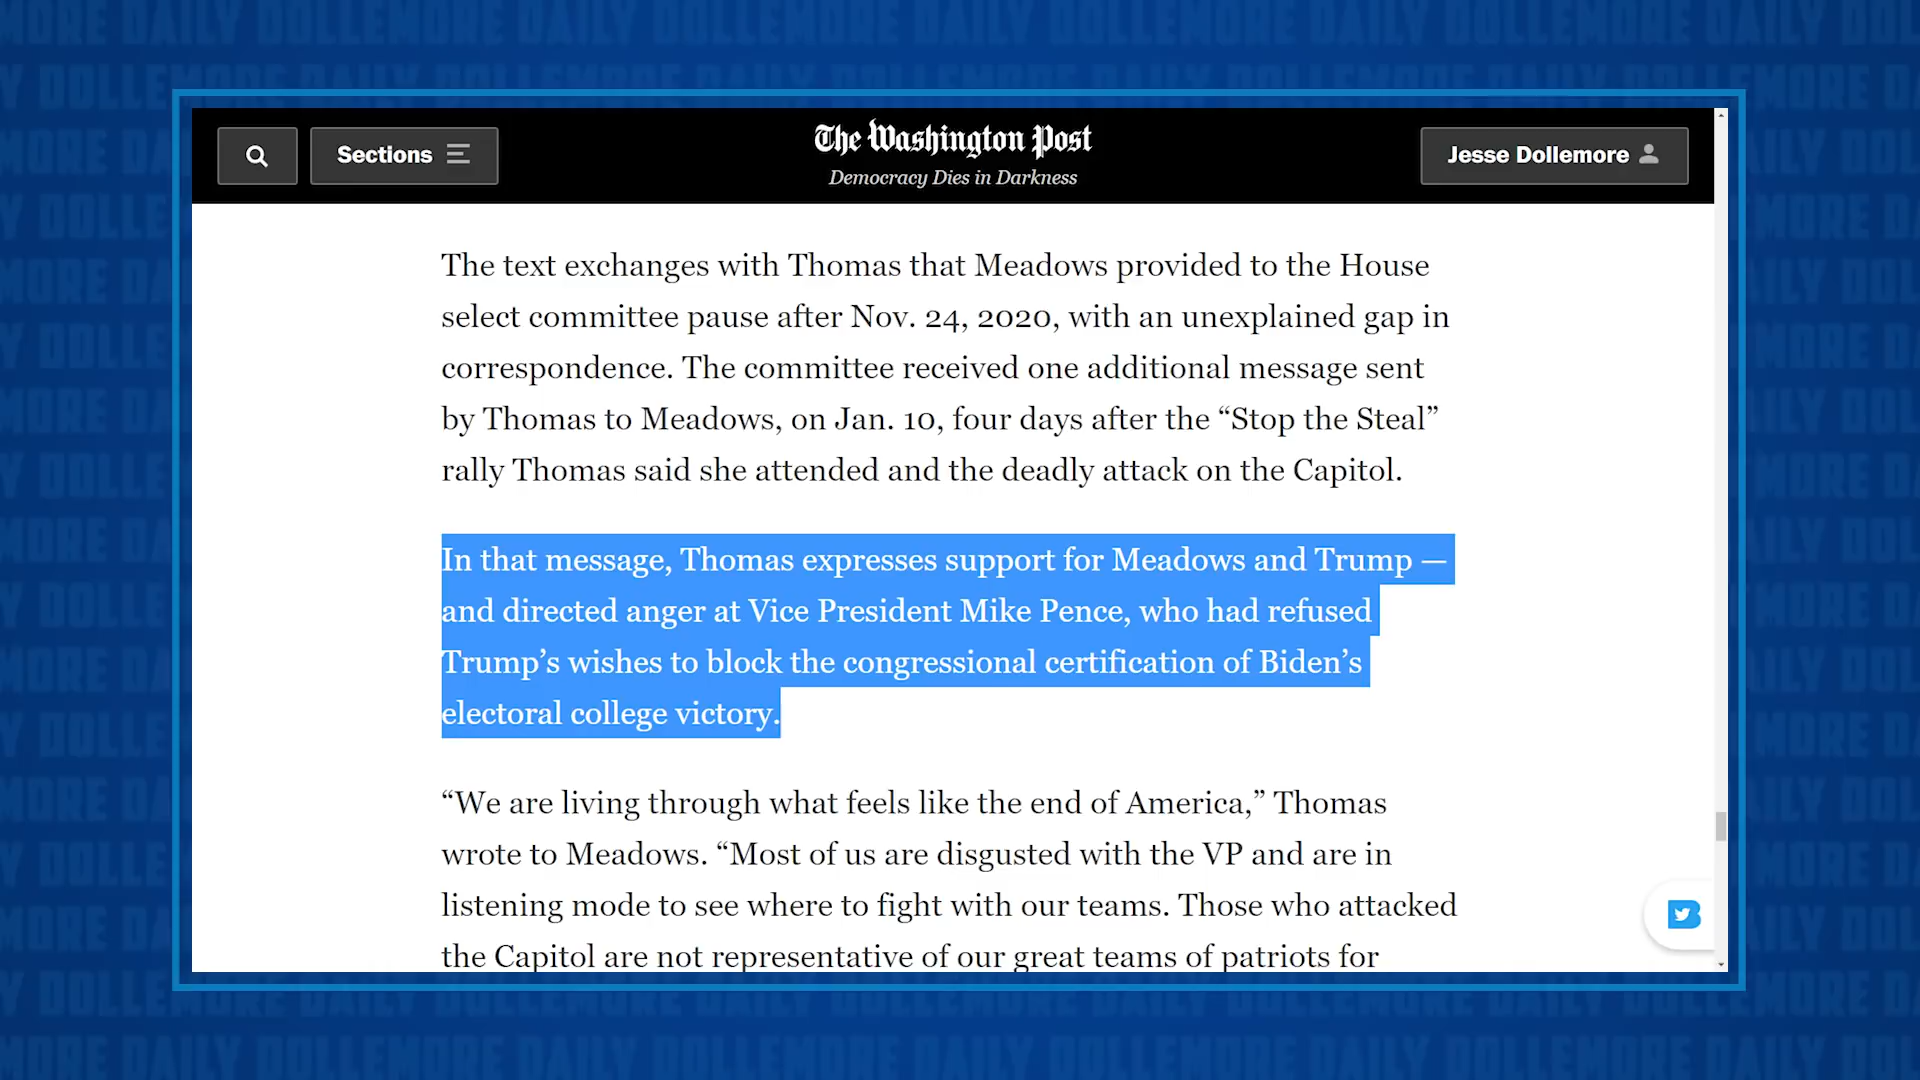 Sections
The Washington Post
Democracy Dies in Darkness
Jesse Dollemore
The text exchanges with Thomas that Meadows provided to the House
select committee pause after Nov. 24, 2020, with an unexplained gap in
correspondence. The committee received one additional message sent
by Thomas to Meadows, on Jan. 10, four days after the “Stop the Steal”
rally Thomas said she attended and the deadly attack on the Capitol.
In that message, Thomas expresses support for Meadows and Trump —
and directed anger at Vice President Mike Pence, who had refused
Trump’s wishes to block the congressional certification of Biden’s
electoral college victory.
“We are living through what feels like the end of America,” Thomas
wrote to Meadows. “Most of us are disgusted with the VP and are in
listening mode to see where to fight with our teams. Those who attacked
the Capitol are not representative of our great teams of patriots for